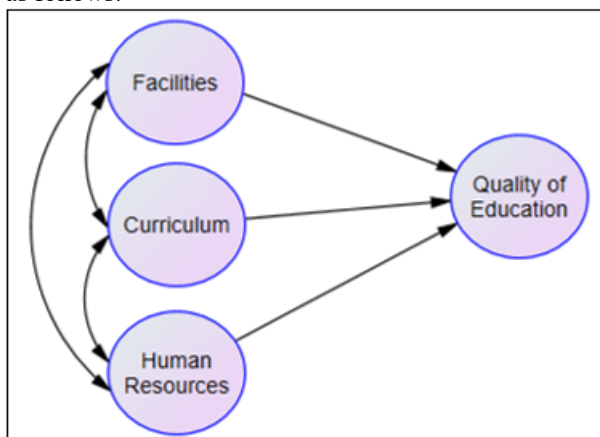 as follows:
Facilities
Curriculum
Human
Resources
Quality of
Education